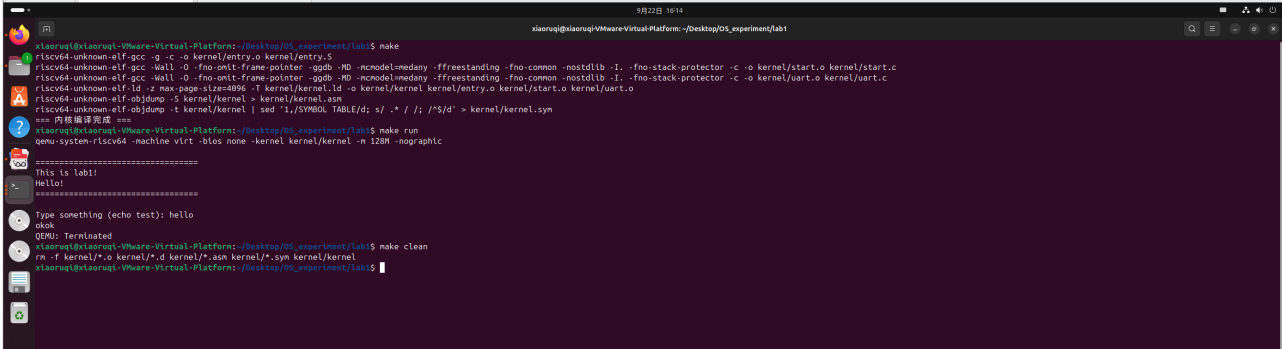 9月22日 16:14
xiaoruqi@xiaoruqi-VMware-Virtual-Platform: ~/Desktop/OS_experiment/lab1
xiaoruqi@xiaoruqi-VMware-Virtual-Platform:~/Desktop/OS_experiment/lab1$ make
riscv64-unknown-elf-gcc -g -c -o kernel/entry.o kernel/entry.S
riscv64-unknown-elf-gcc -Wall -O -fno-omit-frame-pointer -ggdb -MD -mcmodel=medany -ffreestanding -fno-common -nostdlib -I. -fno-stack-protector -c -o kernel/start.o kernel/start.c
riscv64-unknown-elf-gcc -Wall -O -fno-omit-frame-pointer -ggdb -MD -mcmodel=medany -ffreestanding -fno-common -nostdlib -I. -fno-stack-protector -c -o kernel/uart.o kernel/uart.c
riscv64-unknown-elf-ld -z max-page-size=4096 -T kernel/kernel.ld -o kernel/kernel kernel/entry.o kernel/start.o kernel/uart.o
riscv64-unknown-elf-objdump -S kernel/kernel > kernel/kernel.asm
riscv64-unknown-elf-objdump -t kernel/kernel | sed '1,/SYMBOL TABLE/d; s/ .* / /; /^$/d' > kernel/kernel.sym
=== 内核编译完成 ===
xiaoruqi@xiaoruqi-VMware-Virtual-Platform:~/Desktop/OS_experiment/lab1$ make run
qemu-system-riscv64 -machine virt -bios none -kernel kernel/kernel -m 128M -nographic
==================================
This is lab1!
Hello!
==================================
Type something (echo test): hello
okok
QEMU: Terminated
xiaoruqi@xiaoruqi-VMware-Virtual-Platform:~/Desktop/OS_experiment/lab1$ make clean
rm -f kernel/*.o kernel/*.d kernel/*.asm kernel/*.sym kernel/kernel
xiaoruqi@xiaoruqi-VMware-Virtual-Platform:~/Desktop/OS_experiment/lab1$